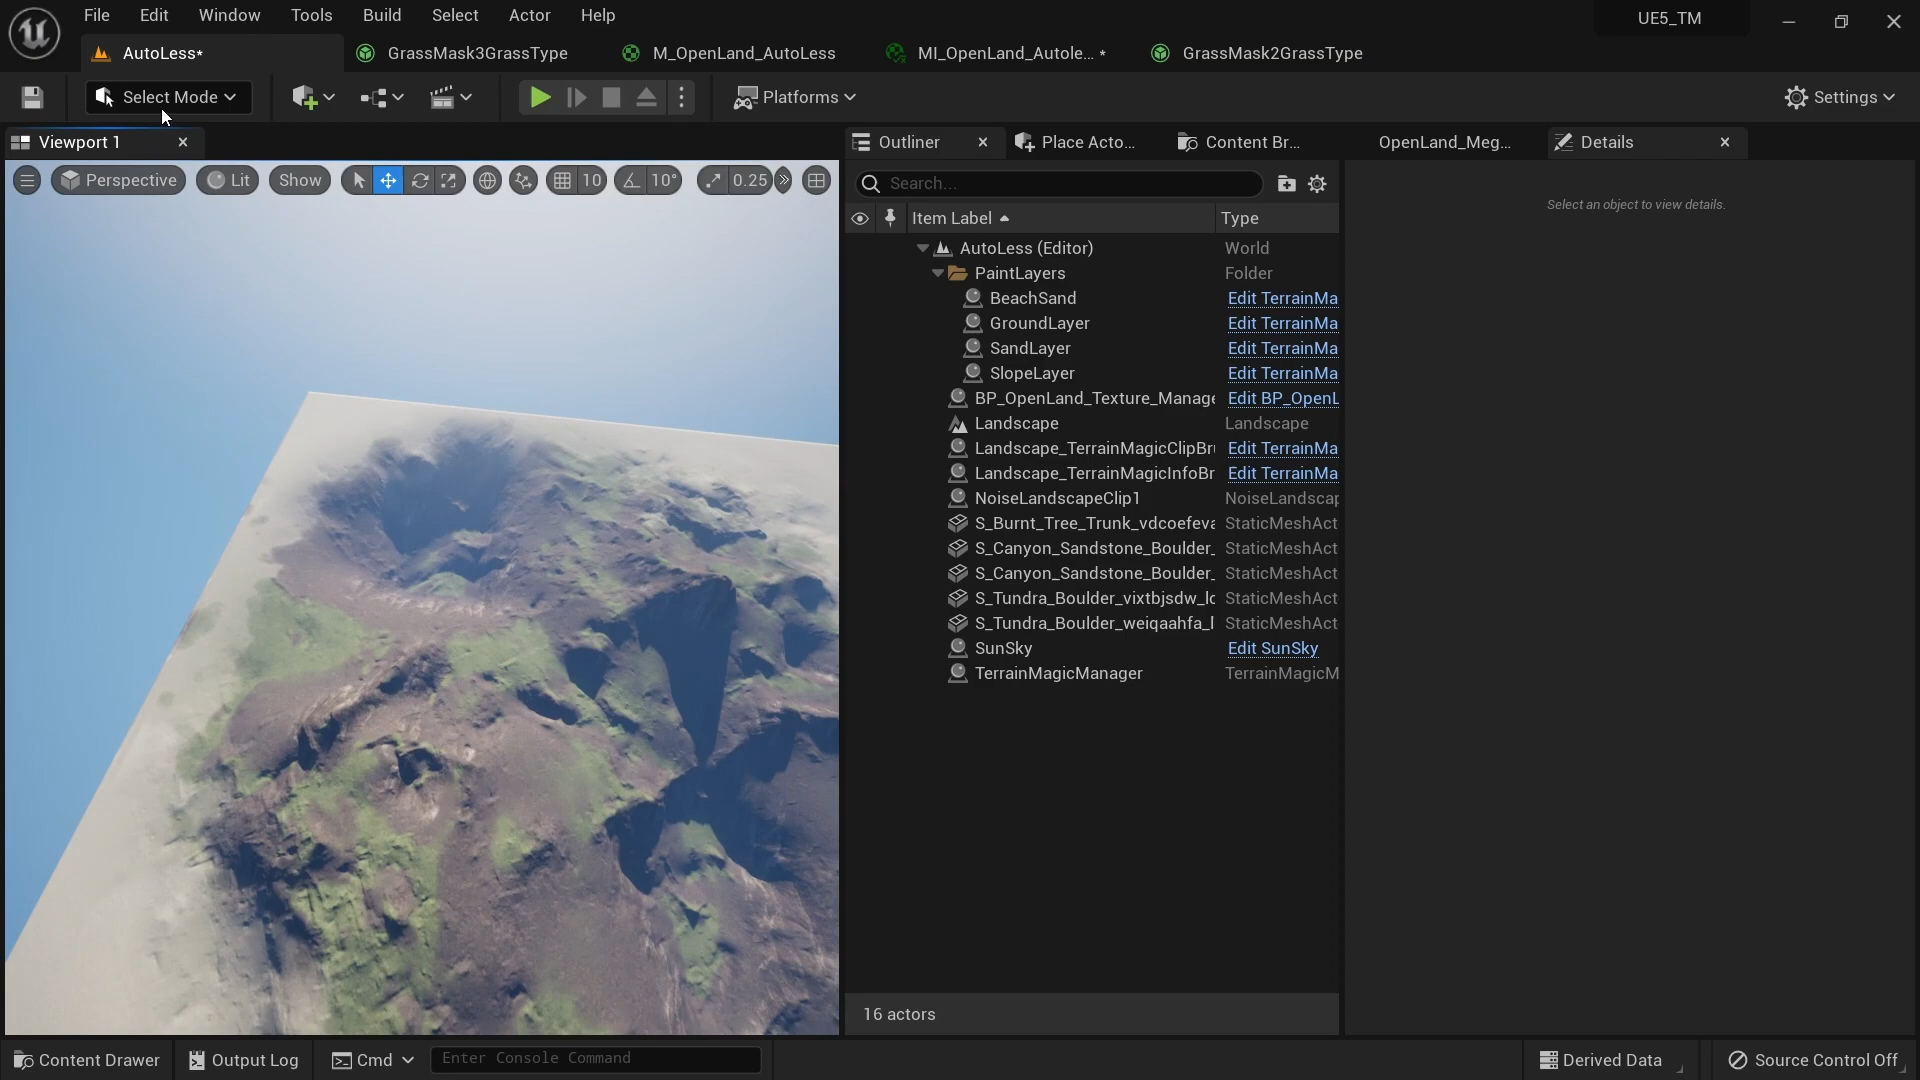 File Edit Window Tools Build Select Actor Help UE5_TM
AutoLess* GrassMask3GrassType M_OpenLand_AutoLess MI_OpenLand_Autole... * GrassMask2GrassType
Select Mode Platforms Settings
Viewport 1 Outliner Place Acto... Content Br... OpenLand_Meg... Details
Perspective Lit Show 10 10° 0.25 Search...
Select an object to view details.
Item Label Type
AutoLess (Editor) World
PaintLayers Folder
BeachSand Edit TerrainMa
GroundLayer Edit TerrainMa
SandLayer Edit TerrainMa
SlopeLayer Edit TerrainMa
BP_OpenLand_Texture_Manage Edit BP_OpenL
Landscape Landscape
Landscape_TerrainMagicClipBr Edit TerrainMa
Landscape_TerrainMagicInfoBr Edit TerrainMa
NoiseLandscapeClip1 NoiseLandscap
S_Burnt_Tree_Trunk_vdcoefeva StaticMeshAct
S_Canyon_Sandstone_Boulder_ StaticMeshAct
S_Canyon_Sandstone_Boulder_ StaticMeshAct
S_Tundra_Boulder_vixtbjsdw_lo StaticMeshAct
S_Tundra_Boulder_weiqaahfa_l StaticMeshAct
SunSky Edit SunSky
TerrainMagicManager TerrainMagicM
16 actors
Content Drawer Output Log Cmd Enter Console Command Derived Data Source Control Off